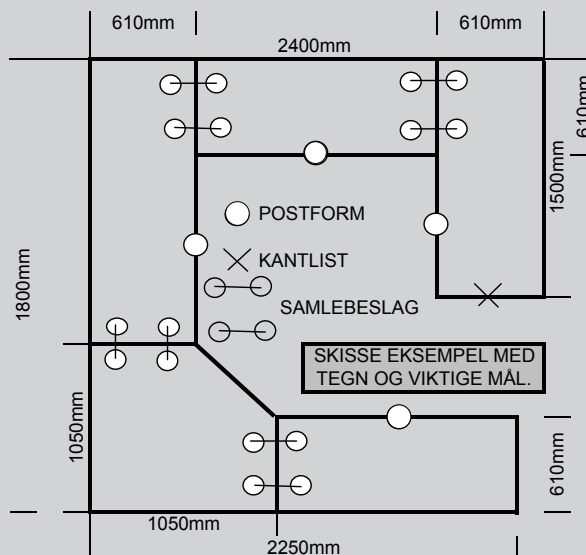 610mm
610mm
2400mm
610mm
1500mm
POSTFORM
KANTLIST
SAMLEBESLAG
1800mm
SKISSE EKSEMPEL MED
TEGN OG VIKTIGE MÅL.
1050mm
610mm
1050mm
2250mm